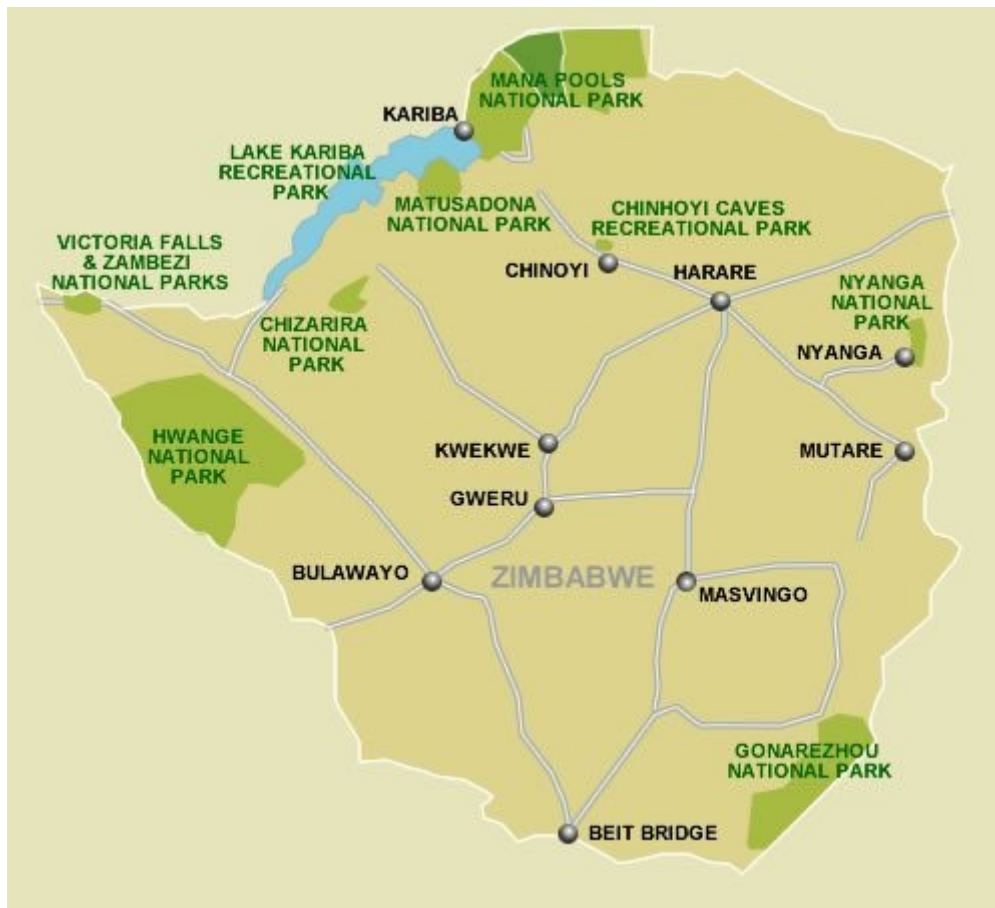 MANA POOLS
NATIONAL PARK
KARIBA
LAKE KARIBA
RECREATIONAL
PARK
MATUSADONA
NATIONAL PARK
CHINHOYI CAVES
RECREATIONAL PARK
VICTORIA FALLS
& ZAMBEZI
NATIONAL PARKS
CHINOYI
HARARE
NYANGA
NATIONAL
PARK
CHIZARIRA
NATIONAL
PARK
NYANGA
HWANGE
NATIONAL
PARK
KWEKWE
MUTARE
GWERU
BULAWAYO
ZIMBABWE
MASVINGO
GONAREZHOU
NATIONAL PARK
BEIT BRIDGE